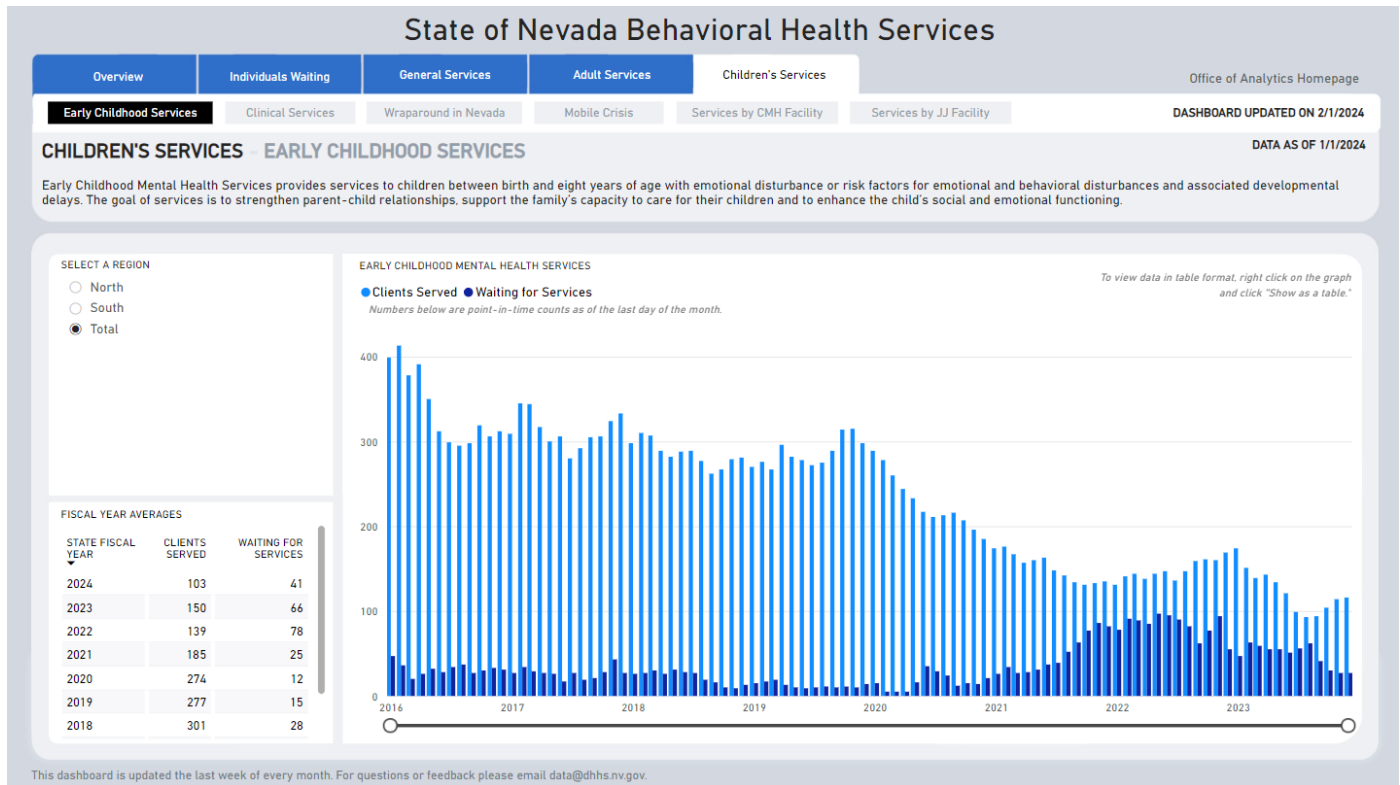 State of Nevada Behavioral Health Services
Overview
Individuals Waiting
General Services
Adult Services
Children's Services
Office of Analytics Homepage
Early Childhood Services
Clinical Services
Wraparound in Nevada
Mobile Crisis
Services by CMH Facility
Services by JJ Facility
DASHBOARD UPDATED ON 2/1/2024
CHILDREN'S SERVICES - EARLY CHILDHOOD SERVICES
DATA AS OF 1/1/2024
Early Childhood Mental Health Services provides services to children between birth and eight years of age with emotional disturbance or risk factors for emotional and behavioral disturbances and associated developmental
delays. The goal of services is to strengthen parent-child relationships, support the family's capacity to care for their children and to enhance the child's social and emotional functioning.
SELECT A REGION
North
South
Total
FISCAL YEAR AVERAGES
STATE FISCAL YEAR CLIENTS SERVED WAITING FOR SERVICES
2024 103 41
2023 150 66
2022 139 78
2021 185 25
2020 274 12
2019 277 15
2018 301 28
EARLY CHILDHOOD MENTAL HEALTH SERVICES
Clients Served Waiting for Services
Numbers below are point-in-time counts as of the last day of the month.
To view data in table format, right click on the graph
and click "Show as a table."
400
300
200
100
0
2016 2017 2018 2019 2020 2021 2022 2023
This dashboard is updated the last week of every month. For questions or feedback please email data@dhhs.nv.gov.